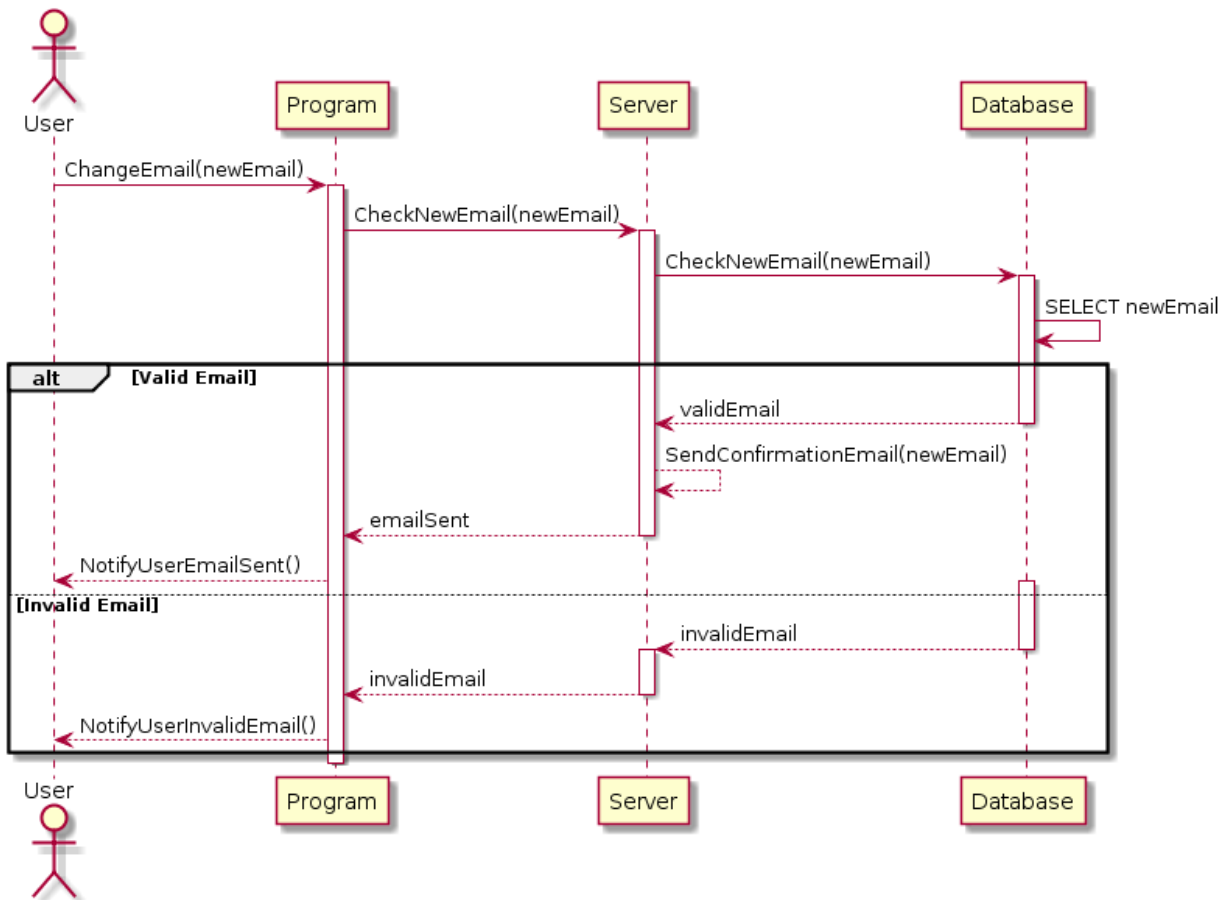 User
Program
Server
Database
ChangeEmail(newEmail)
CheckNewEmail(newEmail)
CheckNewEmail(newEmail)
SELECT newEmail
alt [Valid Email]
validEmail
SendConfirmationEmail(newEmail)
emailSent
NotifyUserEmailSent()
[Invalid Email]
invalidEmail
invalidEmail
NotifyUserInvalidEmail()
User
Program
Server
Database